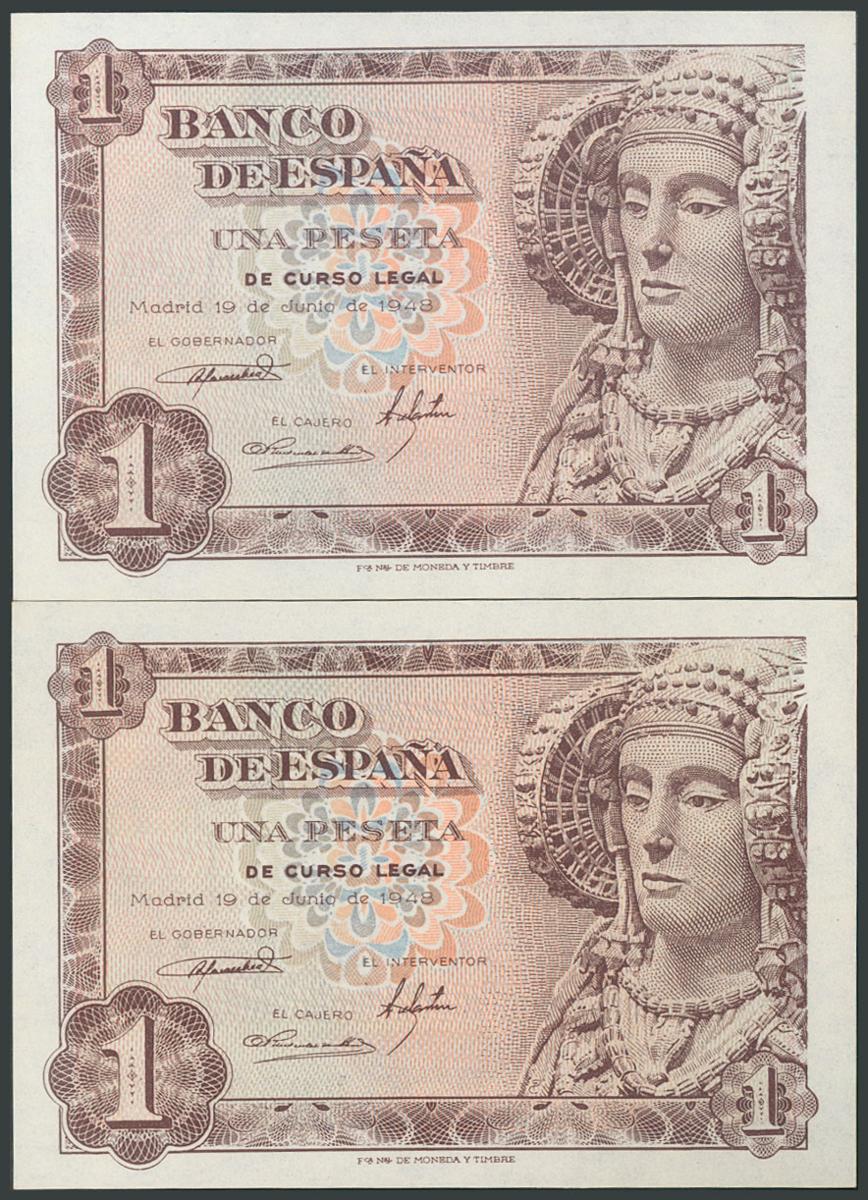 1
BANCO
DE ESPAÑA
UNA PESETA
DE CURSO LEGAL
Madrid 19 de Junio de 1948
EL GOBERNADOR
EL INTERVENTOR
EL CAJERO
1
1
Fca Nal DE MONEDA Y TIMBRE
1
BANCO
DE ESPAÑA
UNA PESETA
DE CURSO LEGAL
Madrid 19 de Junio de 1948
EL GOBERNADOR
EL INTERVENTOR
EL CAJERO
1
1
Fca Nal DE MONEDA Y TIMBRE